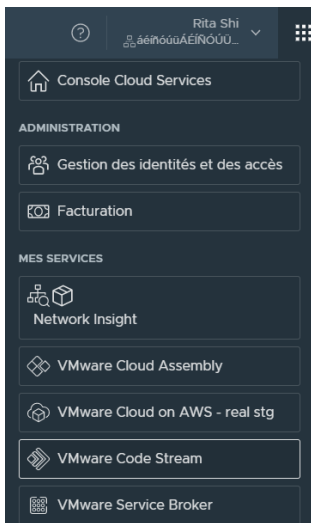 Rita Shi
áéíñóúüÁÉÍÑÓÚÜ...
Console Cloud Services
ADMINISTRATION
Gestion des identités et des accès
Facturation
MES SERVICES
Network Insight
VMware Cloud Assembly
VMware Cloud on AWS - real stg
VMware Code Stream
VMware Service Broker